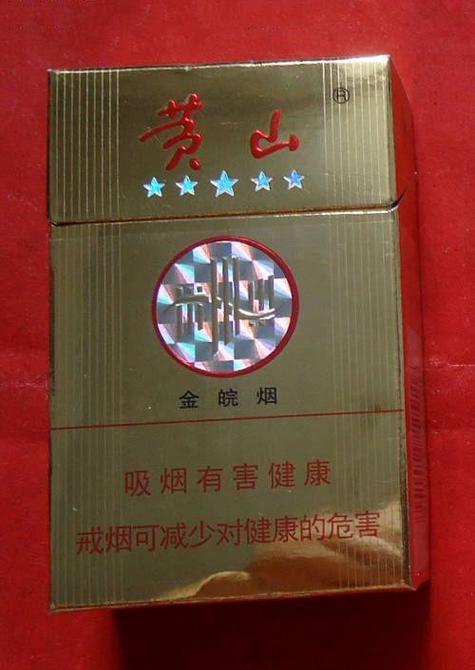 黄山®
金皖烟
吸烟有害健康
戒烟可减少对健康的危害